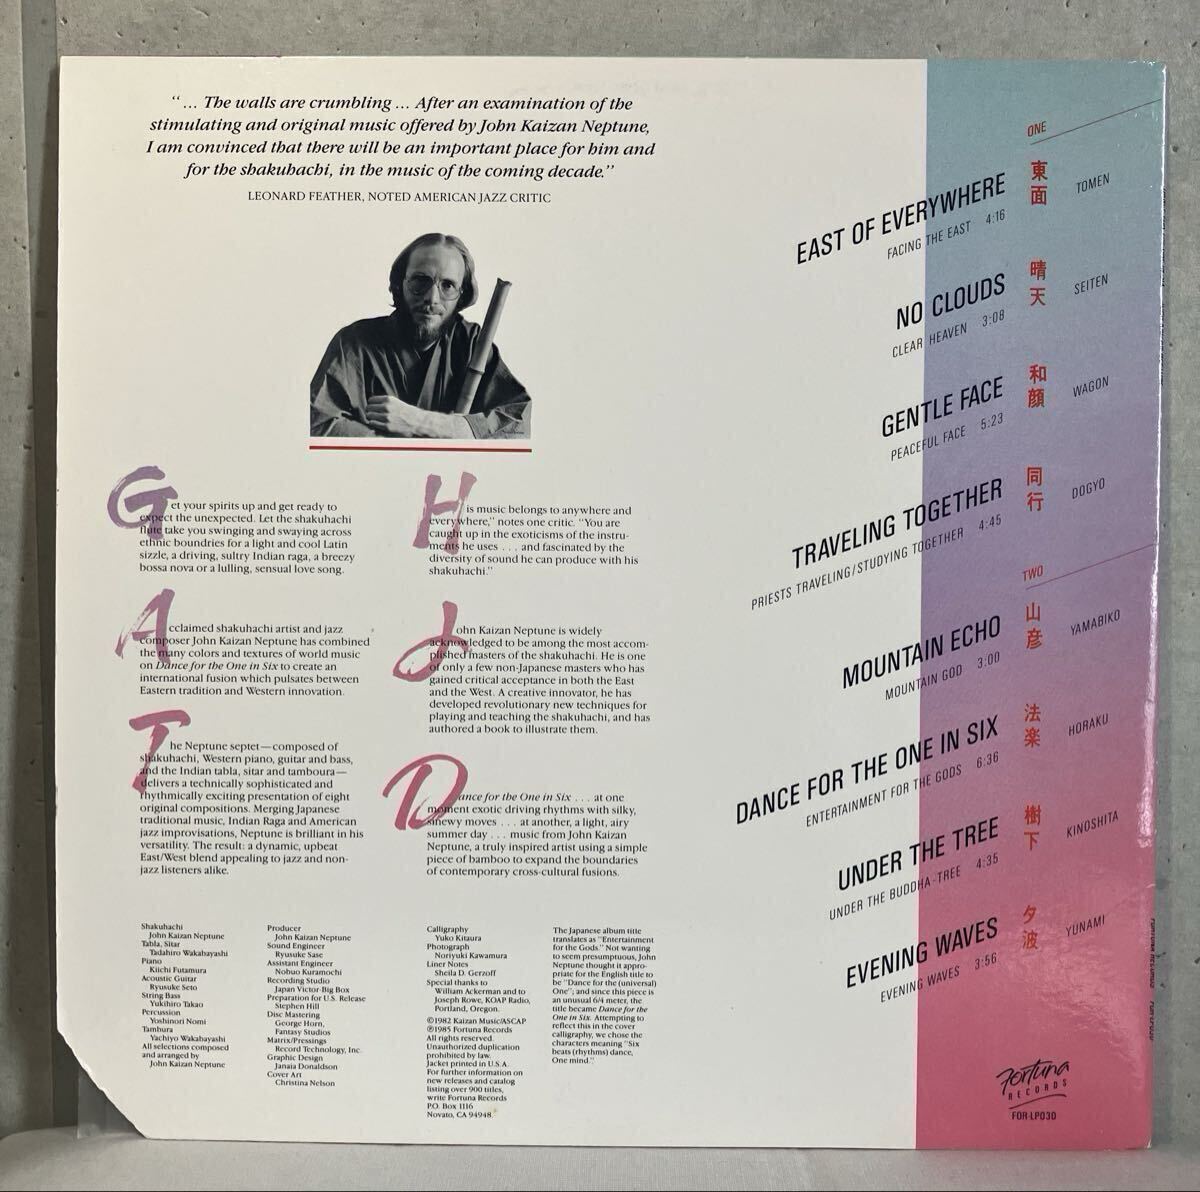 “ ... The walls are crumbling ... After an examination of the
stimulating and original music offered by John Kaizan Neptune,
I am convinced that there will be an important place for him and
for the shakuhachi, in the music of the coming decade.”
LEONARD FEATHER, NOTED AMERICAN JAZZ CRITIC
Get your spirits up and get ready to
expect the unexpected. Let the shakuhachi
flute take you swinging and swaying across
ethnic boundries for a light and cool Latin
sizzle, a driving, sultry Indian raga, a breezy
bossa nova or a lulling, sensual love song.
Acclaimed shakuhachi artist and jazz
composer John Kaizan Neptune has combined
the many colors and textures of world music
on Dance for the One in Six to create an
international fusion which pulsates between
Eastern tradition and Western innovation.
The Neptune septet—composed of
shakuhachi, Western piano, guitar and bass,
and the Indian tabla, sitar and tamboura—
delivers a technically sophisticated and
rhythmically exciting presentation of eight
original compositions. Merging Japanese
traditional music, Indian Raga and American
jazz improvisations, Neptune is brilliant in his
versatility. The result: a dynamic, upbeat
East/West blend appealing to jazz and non-
jazz listeners alike.
His music belongs to anywhere and
everywhere,” notes one critic. “You are
caught up in the exoticisms of the instru-
ments he uses . . . and fascinated by the
diversity of sound he can produce with his
shakuhachi.”
John Kaizan Neptune is widely
acknowledged to be among the most accom-
plished masters of the shakuhachi. He is one
of only a few non-Japanese masters who has
gained critical acceptance in both the East
and the West. A creative innovator, he has
developed revolutionary new techniques for
playing and teaching the shakuhachi, and has
authored a book to illustrate them.
Dance for the One in Six . . . at one
moment exotic driving rhythms with silky,
sinewy moves . . . at another, a light, airy
summer day . . . music from John Kaizan
Neptune, a truly inspired artist using a simple
piece of bamboo to expand the boundaries
of contemporary cross-cultural fusions.
Shakuhachi
John Kaizan Neptune
Tabla, Sitar
Tadahiro Wakabayashi
Piano
Kiichi Futamura
Acoustic Guitar
Ryusuke Seto
String Bass
Yukihiro Takao
Percussion
Yoshinori Nomi
Tambura
Yachiyo Wakabayashi
All selections composed
and arranged by
John Kaizan Neptune
Producer
John Kaizan Neptune
Sound Engineer
Ryusuke Sase
Assistant Engineer
Nobuo Kuramochi
Recording Studio
Japan Victor-Big Box
Preparation for U.S. Release
Stephen Hill
Disc Mastering
George Horn,
Fantasy Studios
Matrix/Pressings
Record Technology, Inc.
Graphic Design
Janaia Donaldson
Cover Art
Christina Nelson
Calligraphy
Yuko Kitaura
Photograph
Noriyuki Kawamura
Liner Notes
Sheila D. Gerzoff
Special thanks to
William Ackerman and to
Joseph Rowe, KOAP Radio,
Portland, Oregon.
©1982 Kaizan Music/ASCAP
℗1985 Fortuna Records
All rights reserved.
Unauthorized duplication
prohibited by law.
Jacket printed in U.S.A.
For further information on
new releases and catalog
listing over 900 titles,
write Fortuna Records
P.O. Box 1116
Novato, CA 94948.
The Japanese album title
translates as “Entertainment
for the Gods.” Not wanting
to seem presumptuous, John
Neptune thought it appro-
priate for the English title to
be “Dance for the (universal)
One”; and since this piece is
an unusual 6/4 meter, the
title became Dance for the
One in Six. Attempting to
reflect this in the cover
calligraphy, we chose the
characters meaning “Six
beats (rhythms) dance,
One mind.”
ONE
EAST OF EVERYWHERE 東面 TOMEN
FACING THE EAST 4:16
NO CLOUDS 晴天 SEITEN
CLEAR HEAVEN 3:08
GENTLE FACE 和顔 WAGON
PEACEFUL FACE 5:23
TRAVELING TOGETHER 同行 DOGYO
PRIESTS TRAVELING/STUDYING TOGETHER 4:45
TWO
MOUNTAIN ECHO 山彦 YAMABIKO
MOUNTAIN GOD 3:00
DANCE FOR THE ONE IN SIX 法楽 HORAKU
ENTERTAINMENT FOR THE GODS 6:36
UNDER THE TREE 樹下 KINOSHITA
UNDER THE BUDDHA-TREE 4:35
EVENING WAVES 夕波 YUNAMI
EVENING WAVES 3:56
Fortuna
RECORDS
FOR-LP030
FORTUNA RECORDS FOR-LP030